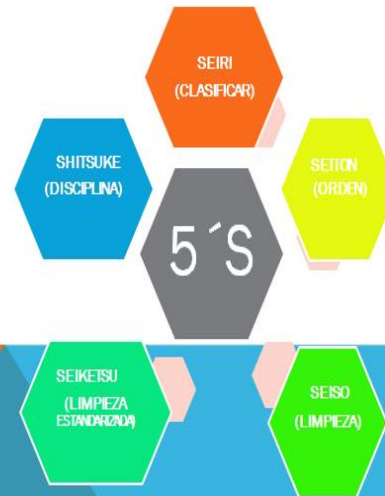 SEIRI
(CLASIFICAR)
SHITSUKE
(DISCIPLINA)
SEITON
(ORDEN)
5´S
SEIKETSU
(LIMPIEZA
ESTANDARIZADA)
SEISO
(LIMPIEZA)